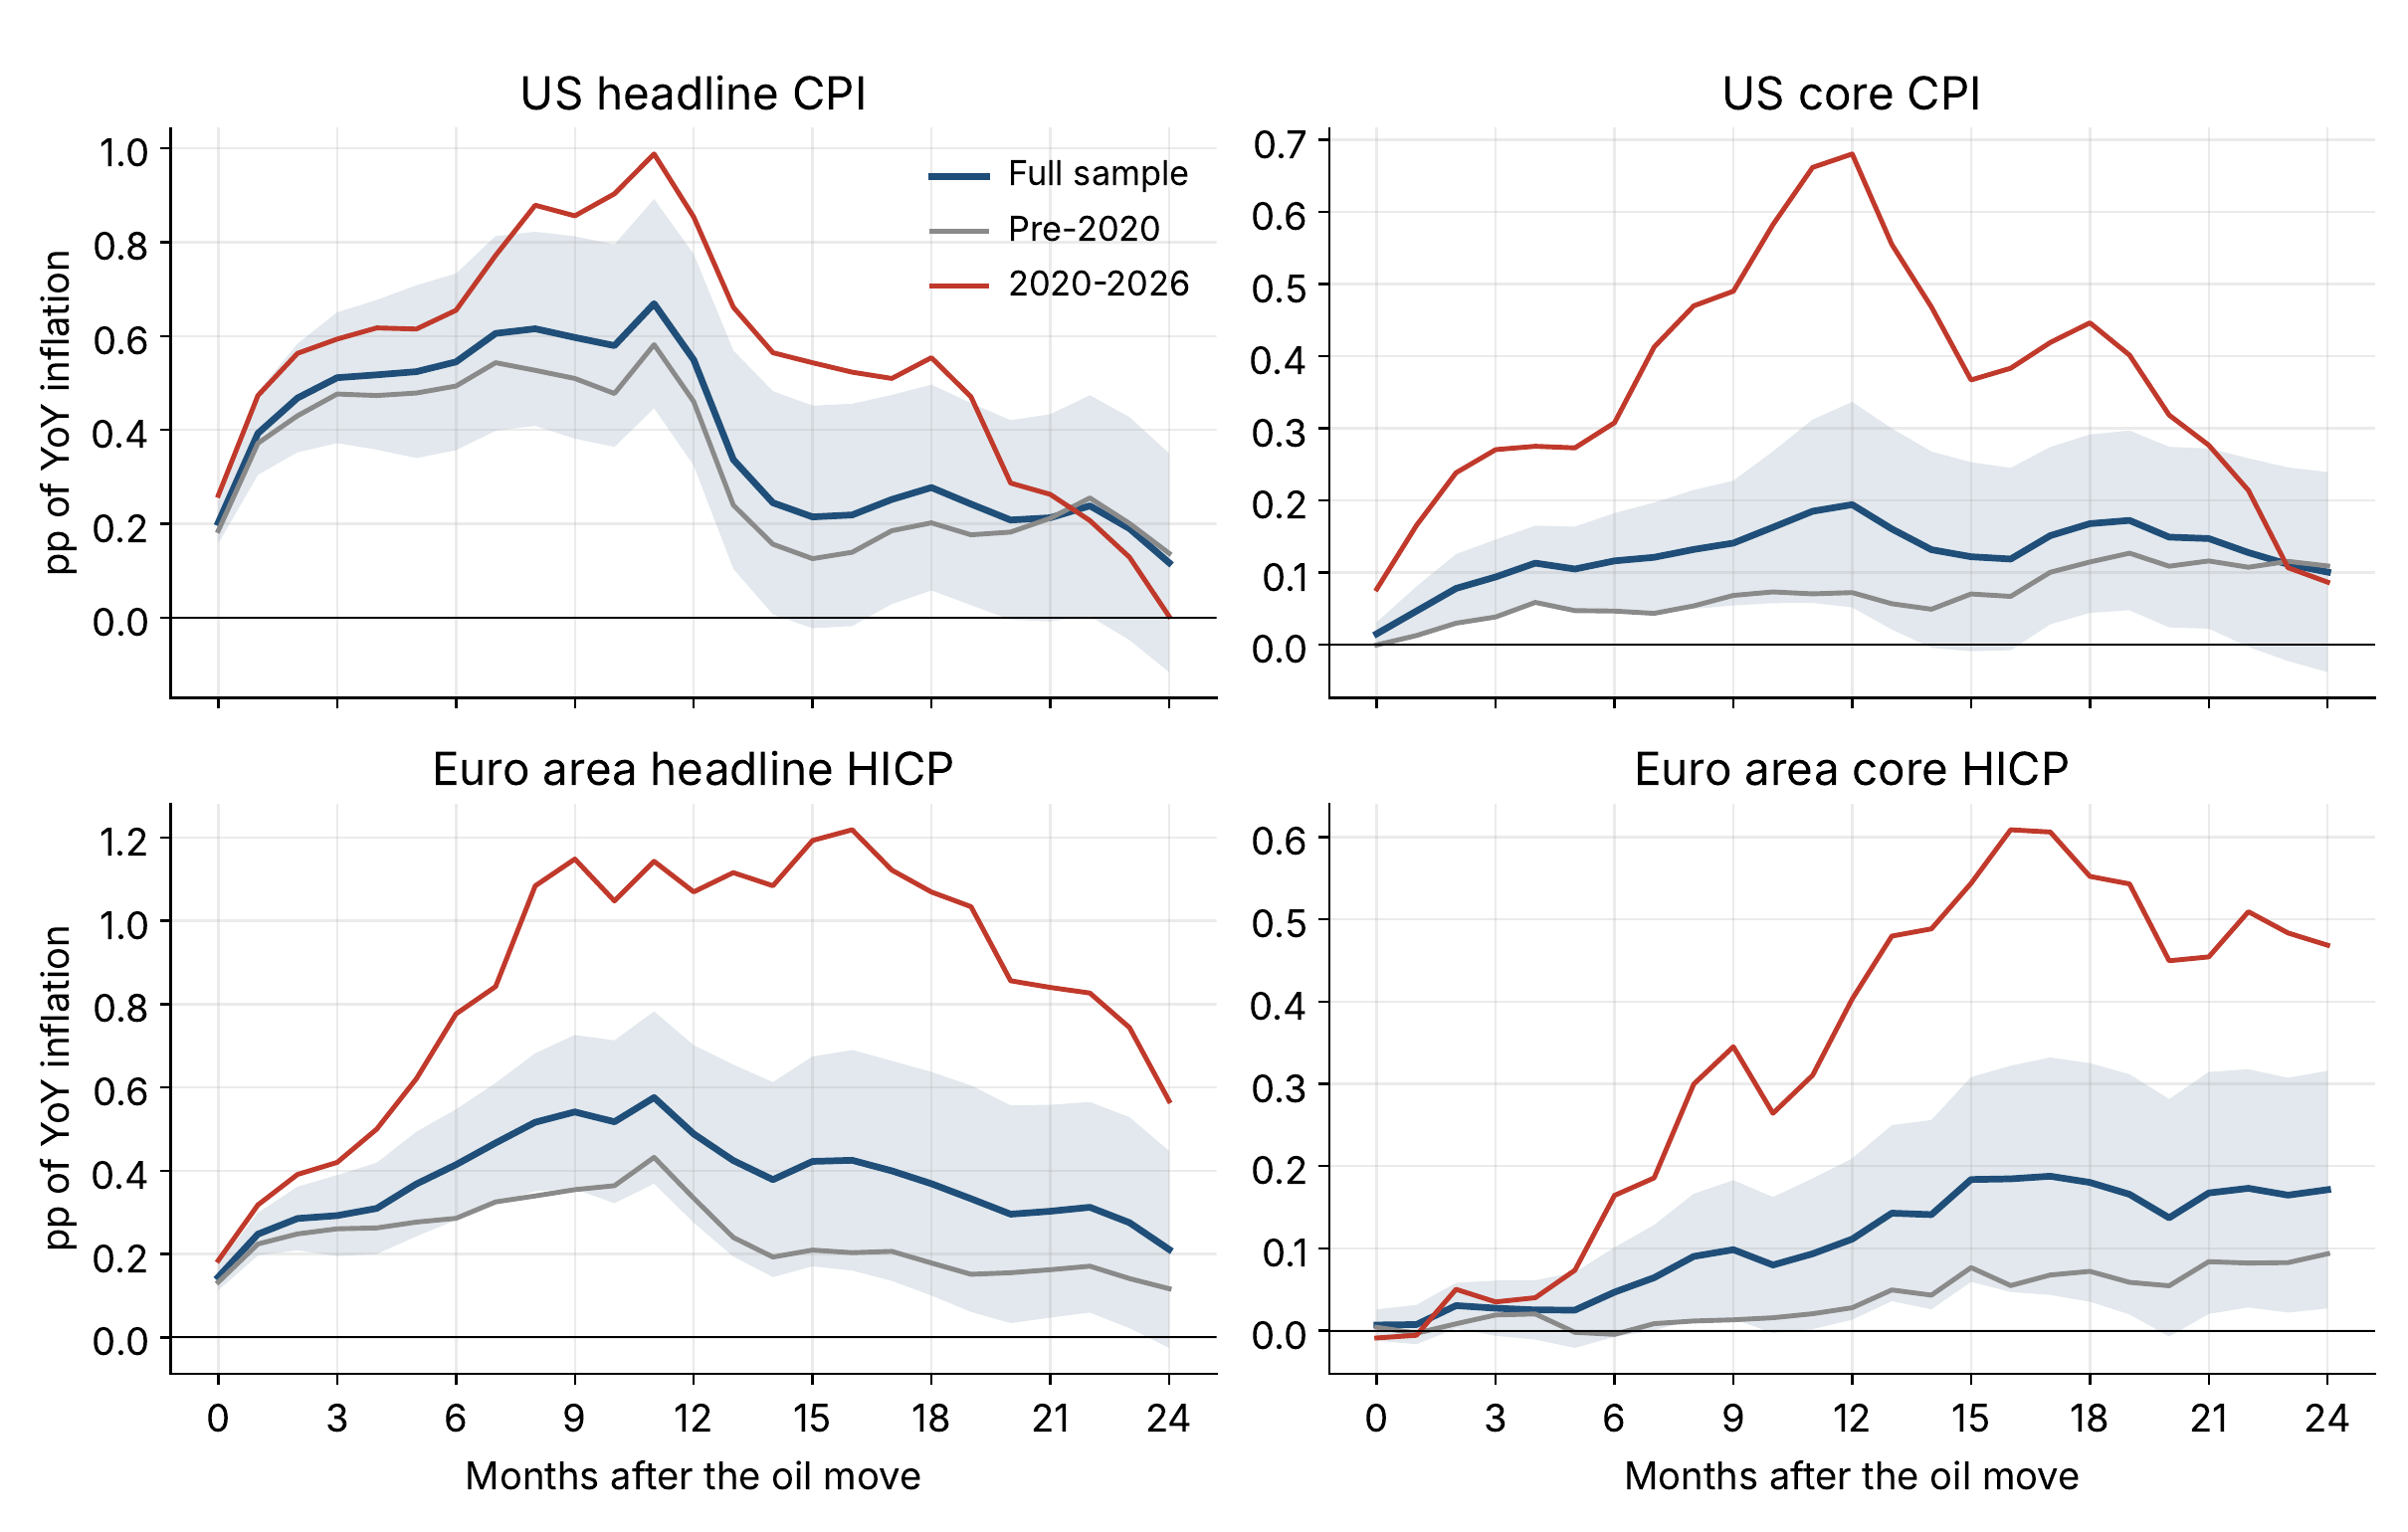 US headline CPI
1.0
0.8
0.6
0.4
0.2
0.0
pp of YoY inflation
Full sample
Pre-2020
2020-2026
US core CPI
0.7
0.6
0.5
0.4
0.3
0.2
0.1
0.0
Euro area headline HICP
1.2
1.0
0.8
0.6
0.4
0.2
0.0
pp of YoY inflation
0 3 6 9 12 15 18 21 24
Months after the oil move
Euro area core HICP
0.6
0.5
0.4
0.3
0.2
0.1
0.0
0 3 6 9 12 15 18 21 24
Months after the oil move